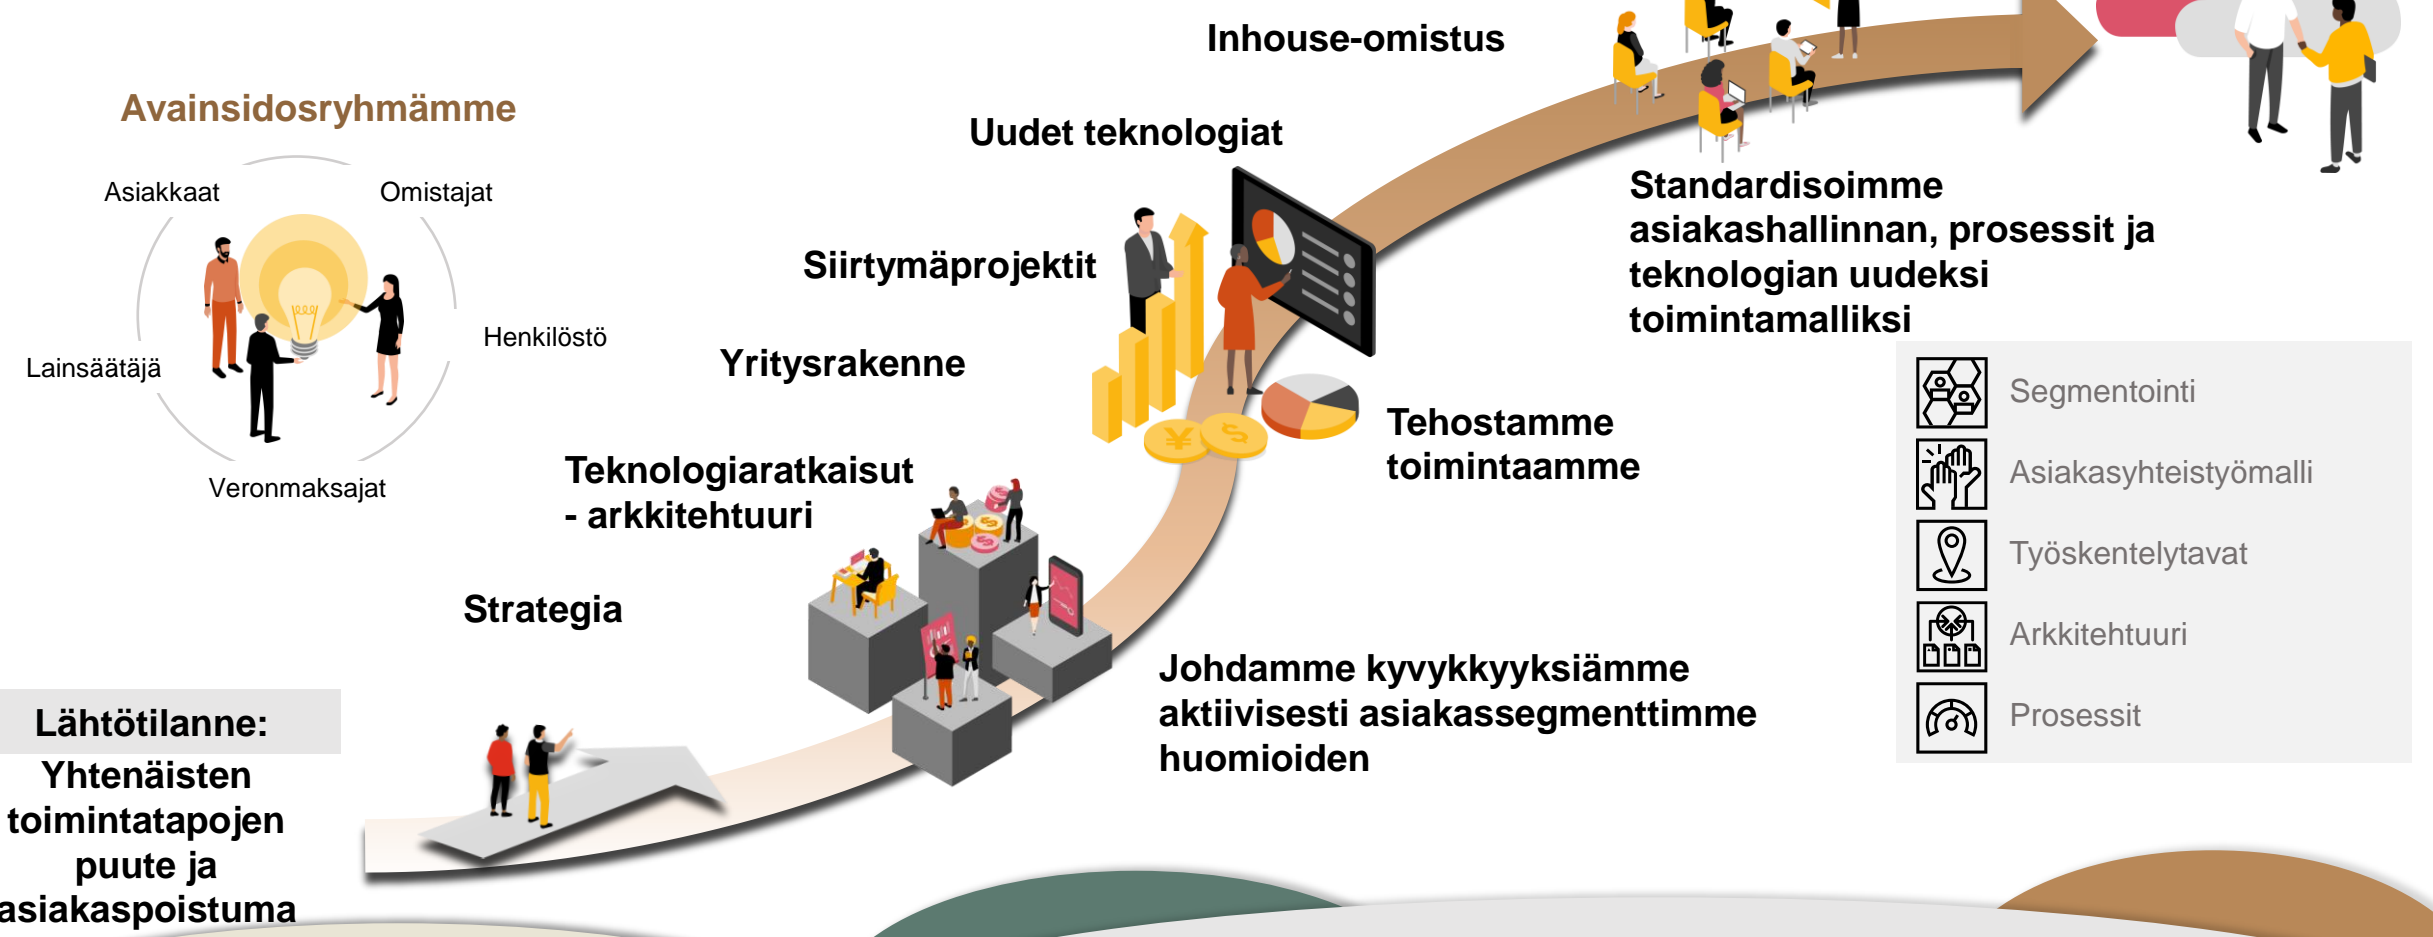 Inhouse-omistus
Avainsidosryhmämme
Uudet teknologiat
Asiakkaat
Omistajat
Henkilöstö
Lainsäätäjä
Veronmaksajat
Siirtymäprojektit
Yritysrakenne
Teknologiaratkaisut
- arkkitehtuuri
Strategia
Standardisoimme
asiakashallinnan, prosessit ja
teknologian uudeksi
toimintamalliksi
Tehostamme
toimintaamme
Johdamme kyvykkyyksiämme
aktiivisesti asiakassegmenttimme
huomioiden
Segmentointi
Asiakasyhteistyömalli
Työskentelytavat
Arkkitehtuuri
Prosessit
Lähtötilanne:
Yhtenäisten
toimintatapojen
puute ja
asiakaspoistuma